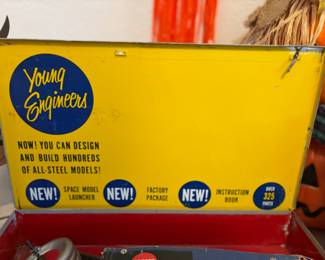 Young
Engineers
NOW! YOU CAN DESIGN
AND BUILD HUNDREDS
OF ALL-STEEL MODELS!
NEW!
SPACE MODEL
LAUNCHER
NEW!
FACTORY
PACKAGE
NEW!
INSTRUCTION
BOOK
OVER
325
PARTS